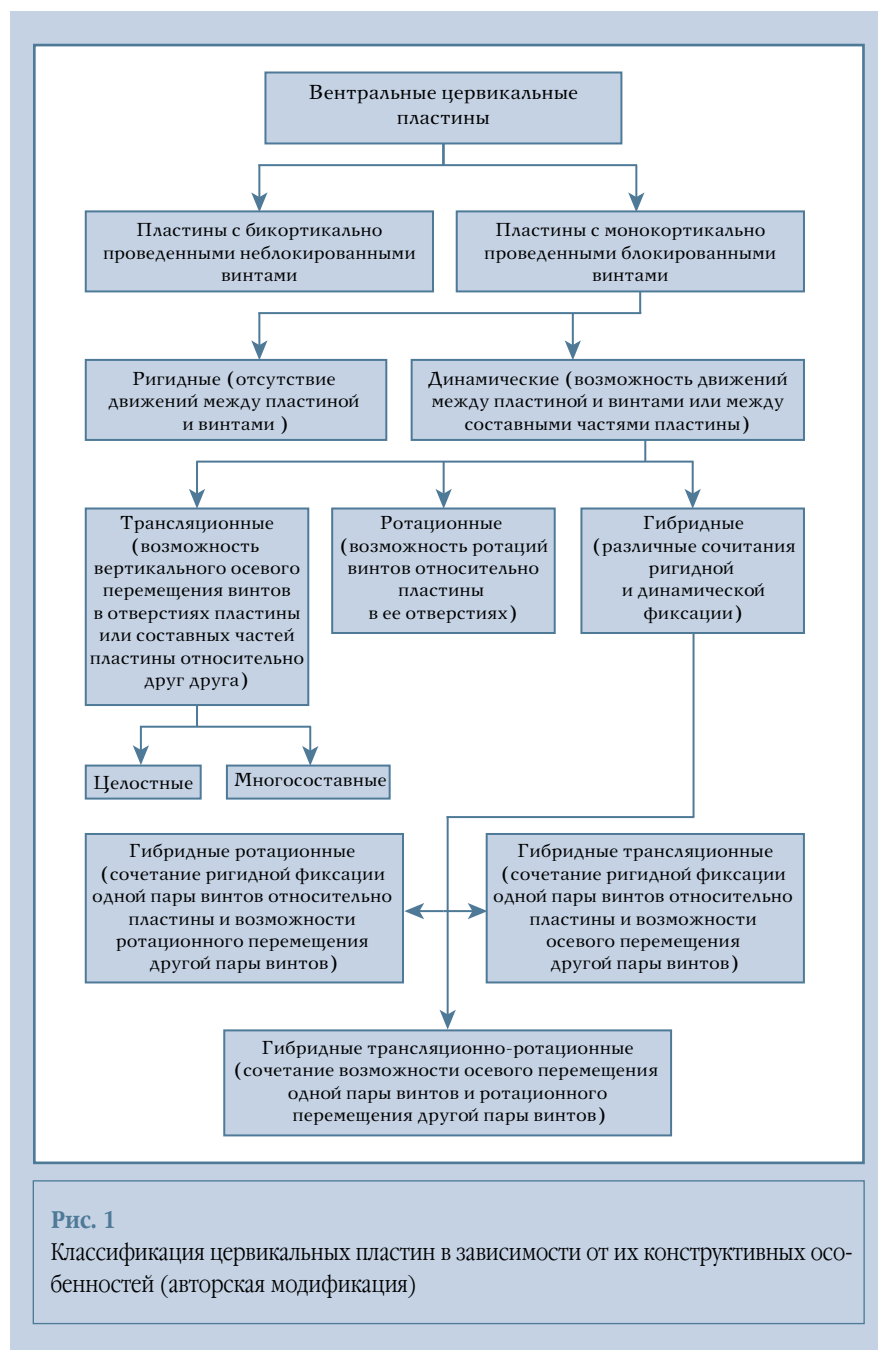 Вентральные цервикальные
пластины
Пластины с бикортикально
проведенными неблокированными
винтами
Пластины с монокортикально
проведенными блокированными
винтами
Ригидные (отсутствие
движений между пластиной
и винтами )
Динамические (возможность движений
между пластиной и винтами или между
составными частями пластины)
Трансляционные
(возможность
вертикального осевого
перемещения винтов
в отверстиях пластины
или составных частей
пластины относительно
друг друга)
Ротационные
(возможность ротаций
винтов относительно
пластины
в ее отверстиях)
Гибридные
(различные сочитания
ригидной
и динамической
фиксации)
Целостные
Многосоставные
Гибридные ротационные
(сочетание ригидной фиксации
одной пары винтов относительно
пластины и возможности
ротационного перемещения
другой пары винтов)
Гибридные трансляционные
(сочетание ригидной фиксации
одной пары винтов относительно
пластины и возможности
осевого перемещения
другой пары винтов)
Гибридные трансляционно-ротационные
(сочетание возможности осевого перемещения
одной пары винтов и ротационного
перемещения другой пары винтов)
Рис. 1
Классификация цервикальных пластин в зависимости от их конструктивных осо-
бенностей (авторская модификация)